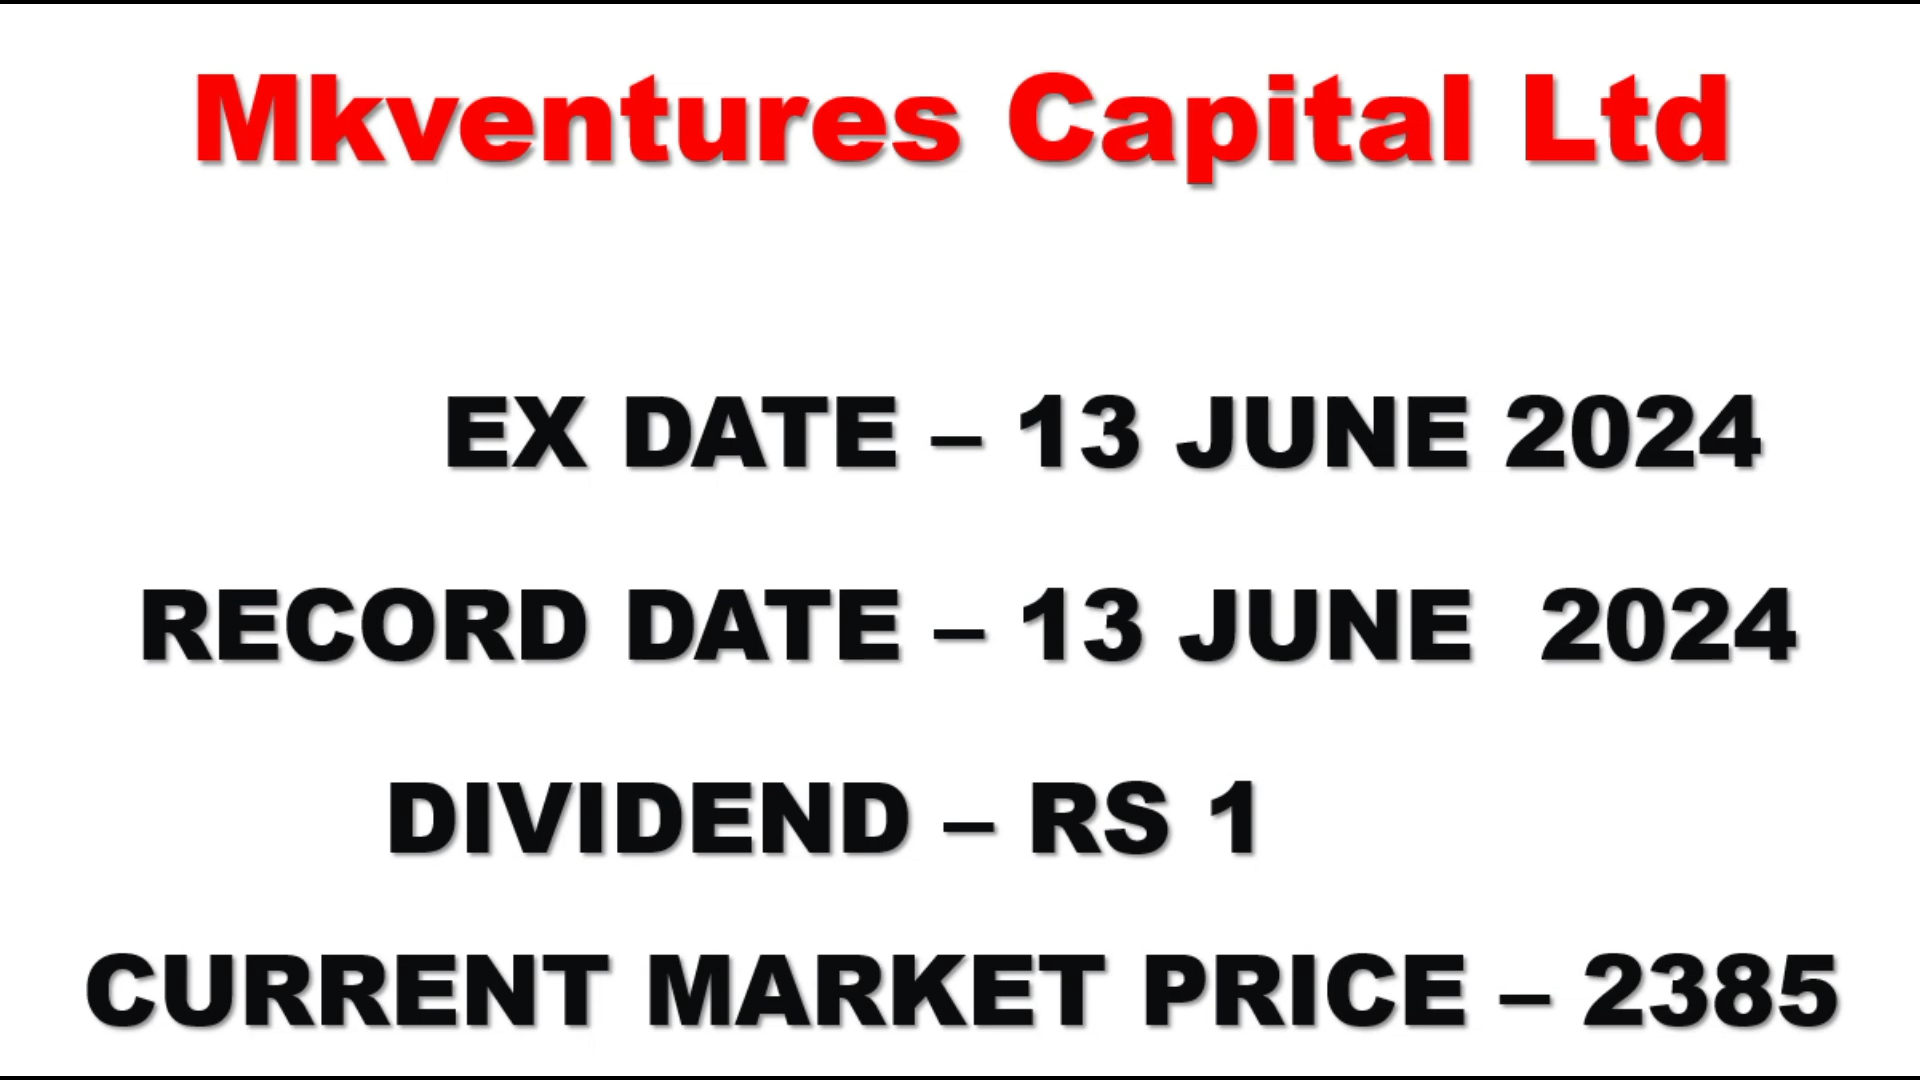 Mkventures Capital Ltd
EX DATE – 13 JUNE 2024
RECORD DATE – 13 JUNE  2024
DIVIDEND – RS 1
CURRENT MARKET PRICE – 2385